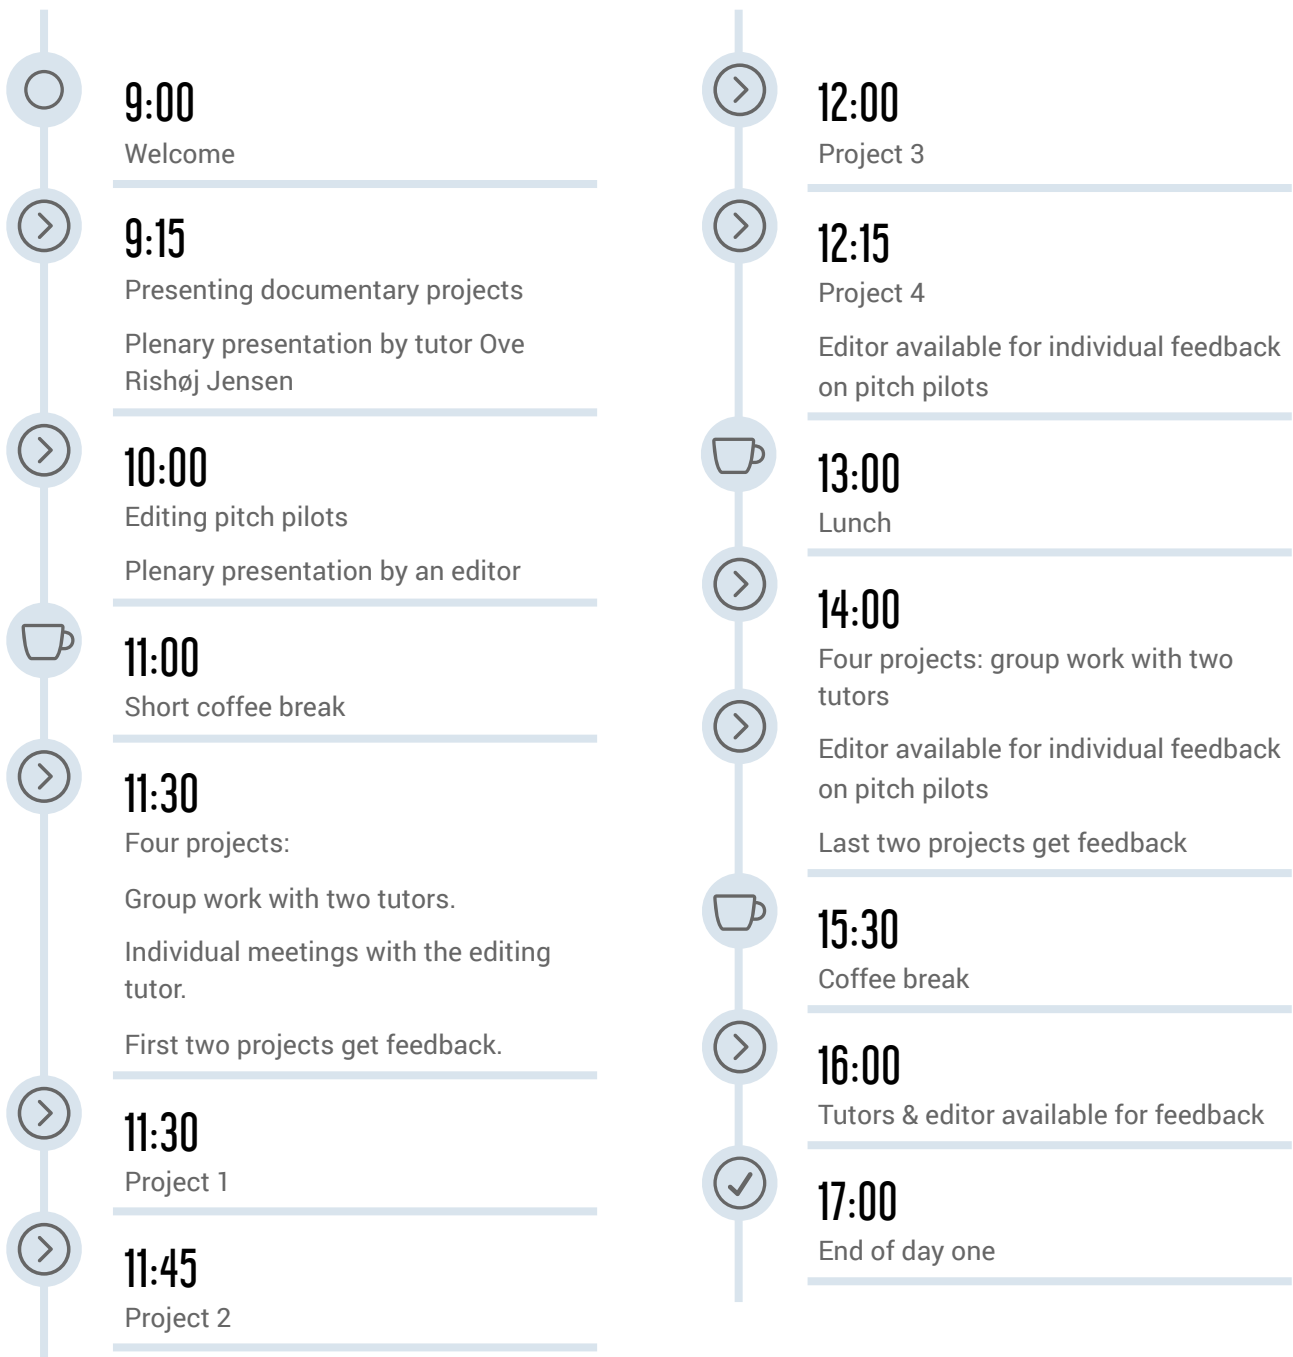 9:00
Welcome
9:15
Presenting documentary projects
Plenary presentation by tutor Ove
Rishøj Jensen
10:00
Editing pitch pilots
Plenary presentation by an editor
11:00
Short coffee break
11:30
Four projects:
Group work with two tutors.
Individual meetings with the editing
tutor.
First two projects get feedback.
11:30
Project 1
11:45
Project 2
12:00
Project 3
12:15
Project 4
Editor available for individual feedback
on pitch pilots
13:00
Lunch
14:00
Four projects: group work with two
tutors
Editor available for individual feedback
on pitch pilots
Last two projects get feedback
15:30
Coffee break
16:00
Tutors & editor available for feedback
17:00
End of day one